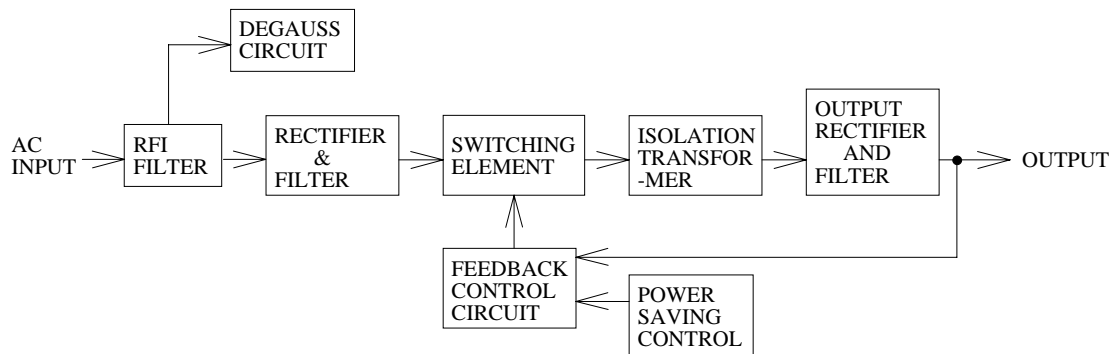 DEGAUSS
CIRCUIT
AC
INPUT
RFI
FILTER
RECTIFIER
&
FILTER
SWITCHING
ELEMENT
ISOLATION
TRANSFOR
-MER
OUTPUT
RECTIFIER
AND
FILTER
OUTPUT
FEEDBACK
CONTROL
CIRCUIT
POWER
SAVING
CONTROL